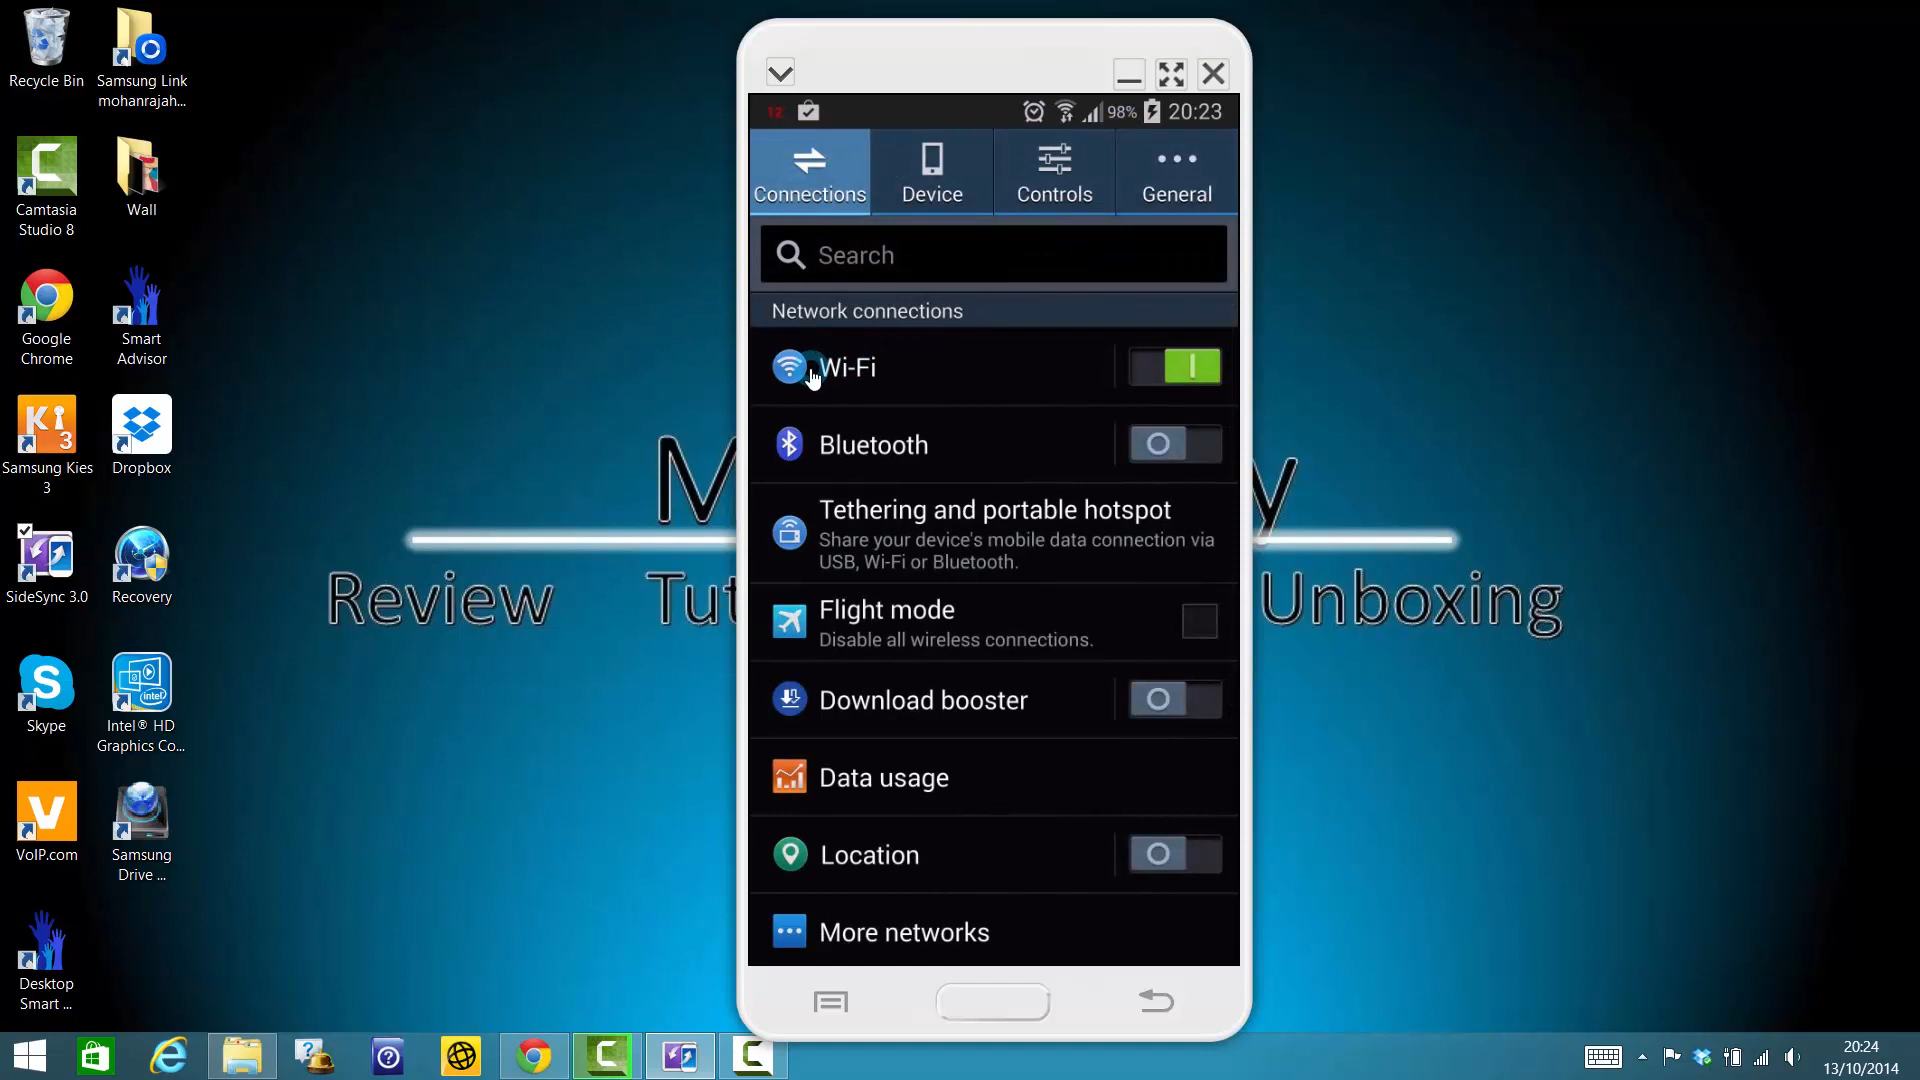 Recycle Bin
Samsung Link
mohanrajah...
Camtasia
Studio 8
Wall
Google
Chrome
Smart
Advisor
Samsung Kies
3
Dropbox
SideSync 3.0
Recovery
Skype
Intel® HD
Graphics Co...
VoIP.com
Samsung
Drive ...
Desktop
Smart ...
Review
Unboxing
98%
20:23
Connections
Device
Controls
General
Search
Network connections
Wi-Fi
Bluetooth
Tethering and portable hotspot
Share your device's mobile data connection via
USB, Wi-Fi or Bluetooth.
Flight mode
Disable all wireless connections.
Download booster
Data usage
Location
More networks
20:24
13/10/2014